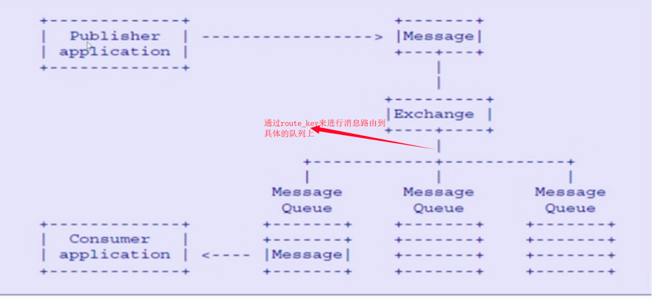 Publisher
application
Message
Exchange
通过route_key来进行消息路由到
具体的队列上
Message
Queue
Message
Queue
Message
Queue
Consumer
application
Message